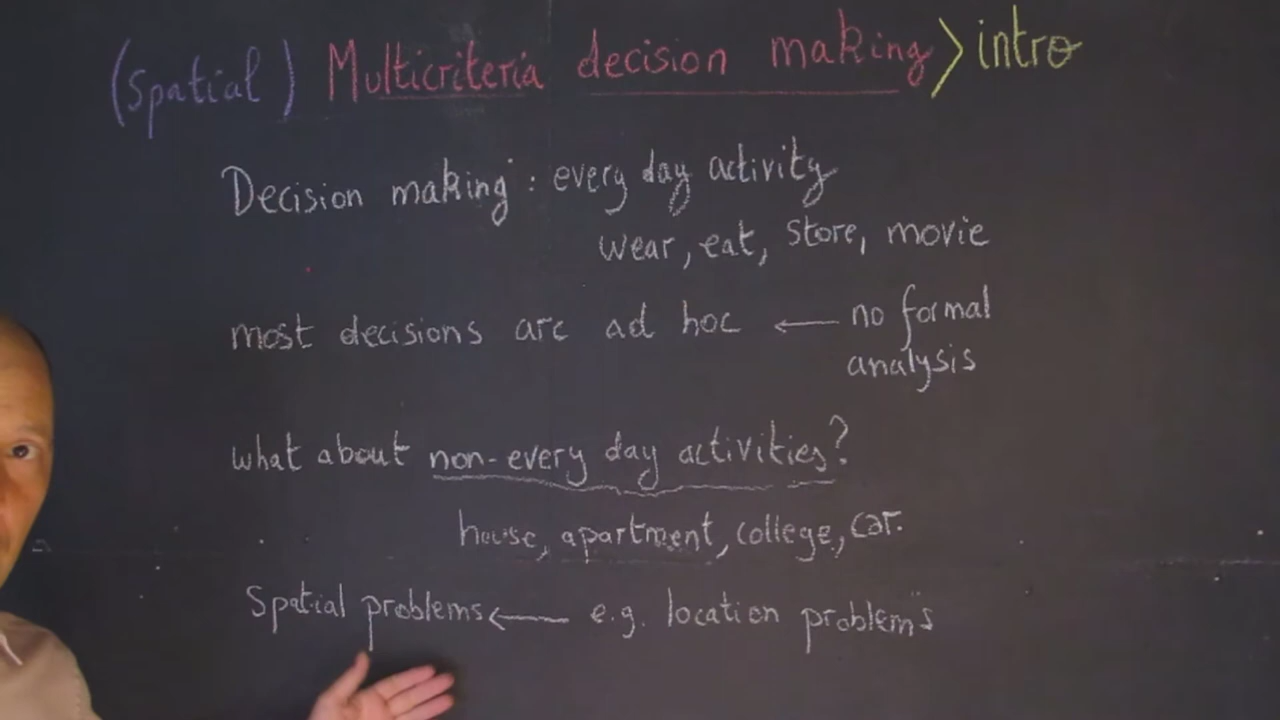 (spatial) Multicriteria decision making > intro
Decision making : every day activity
wear, eat, store, movie
most decisions are ad hoc ← no formal
analysis
what about non-every day activities?
house, apartment, college, car.
Spatial problems ← e.g. location problems